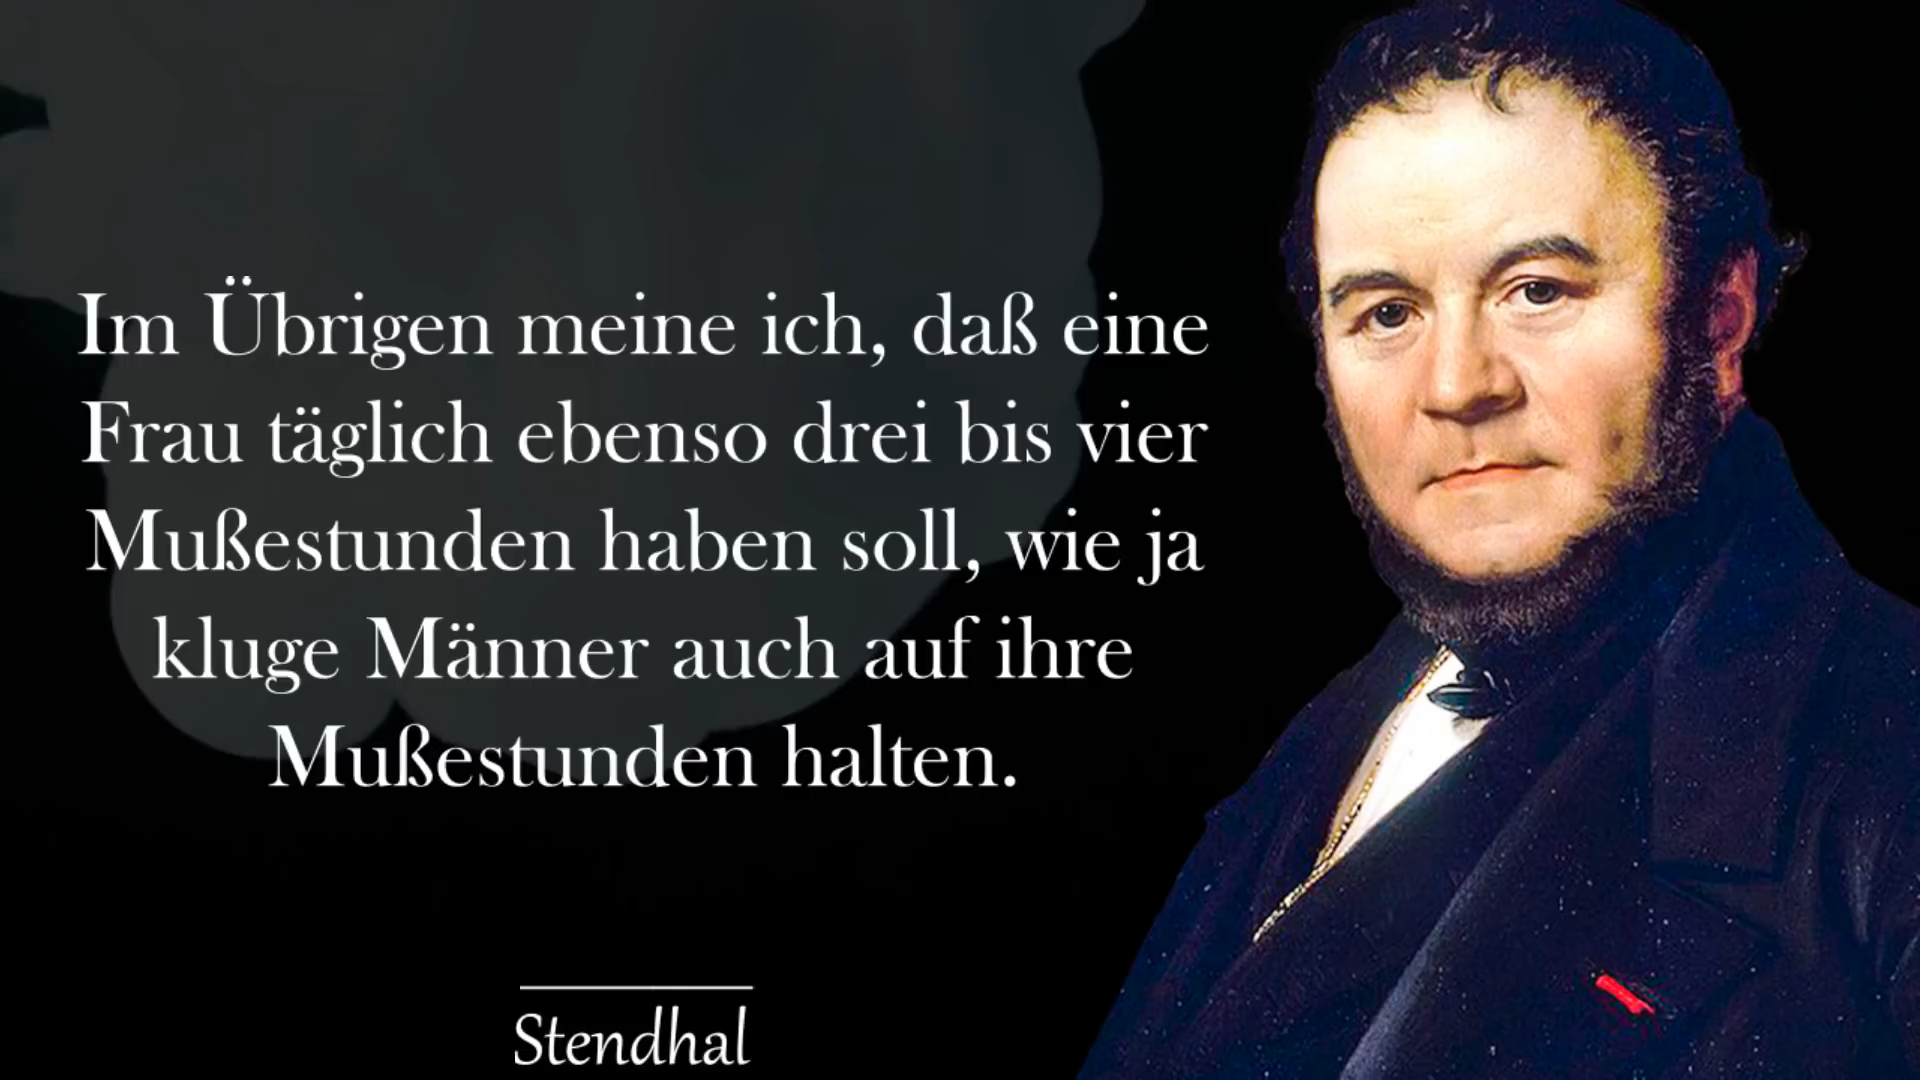 Im Übrigen meine ich, daß eine
Frau täglich ebenso drei bis vier
Mußestunden haben soll, wie ja
kluge Männer auch auf ihre
Mußestunden halten.
Stendhal